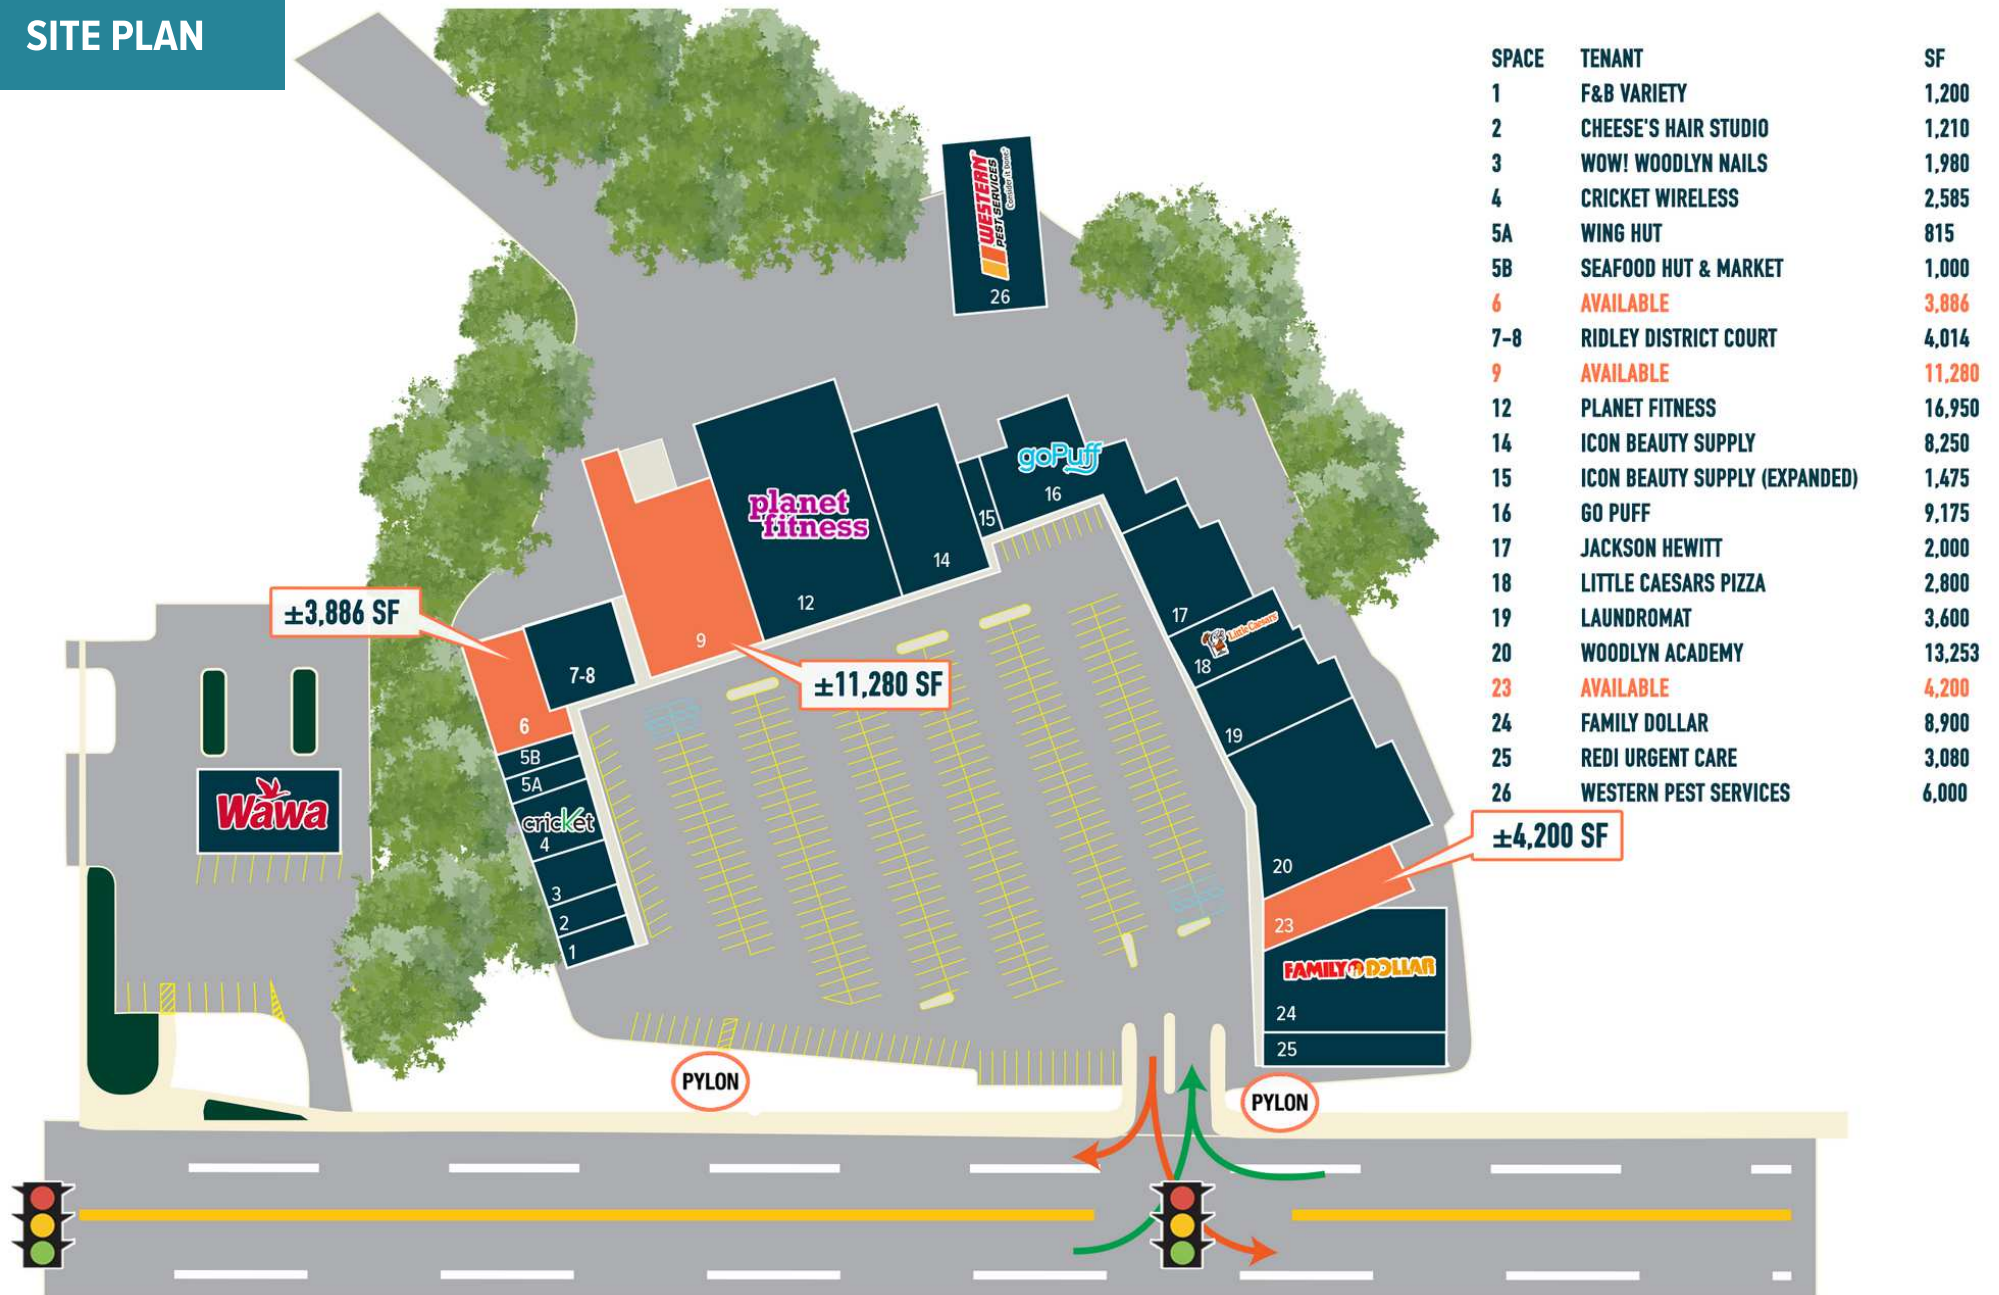 SITE PLAN
SPACE TENANT SF
1 F&B VARIETY 1,200
2 CHEESE'S HAIR STUDIO 1,210
3 WOW! WOODLYN NAILS 1,980
4 CRICKET WIRELESS 2,585
5A WING HUT 815
5B SEAFOOD HUT & MARKET 1,000
6 AVAILABLE 3,886
7-8 RIDLEY DISTRICT COURT 4,014
9 AVAILABLE 11,280
12 PLANET FITNESS 16,950
14 ICON BEAUTY SUPPLY 8,250
15 ICON BEAUTY SUPPLY (EXPANDED) 1,475
16 GO PUFF 9,175
17 JACKSON HEWITT 2,000
18 LITTLE CAESARS PIZZA 2,800
19 LAUNDROMAT 3,600
20 WOODLYN ACADEMY 13,253
23 AVAILABLE 4,200
24 FAMILY DOLLAR 8,900
25 REDI URGENT CARE 3,080
26 WESTERN PEST SERVICES 6,000
WESTERN
PEST SERVICES
Consider it Done!
26
goPuff
16
planet
fitness
15
14
12
±3,886 SF
9
17
Little Caesars
18
7-8
±11,280 SF
6
19
5B
5A
Wawa
cricket
4
±4,200 SF
20
3
2
23
1
FAMILY DOLLAR
24
25
PYLON
PYLON